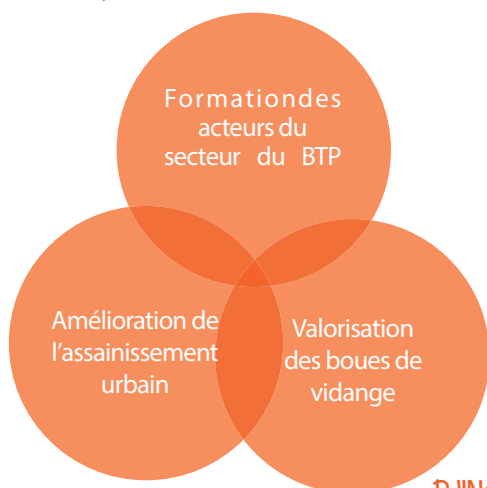 Formationdes
acteurs du
secteur du BTP
Amélioration de
l'assainissement
urbain
Valorisation
des boues de
vidange